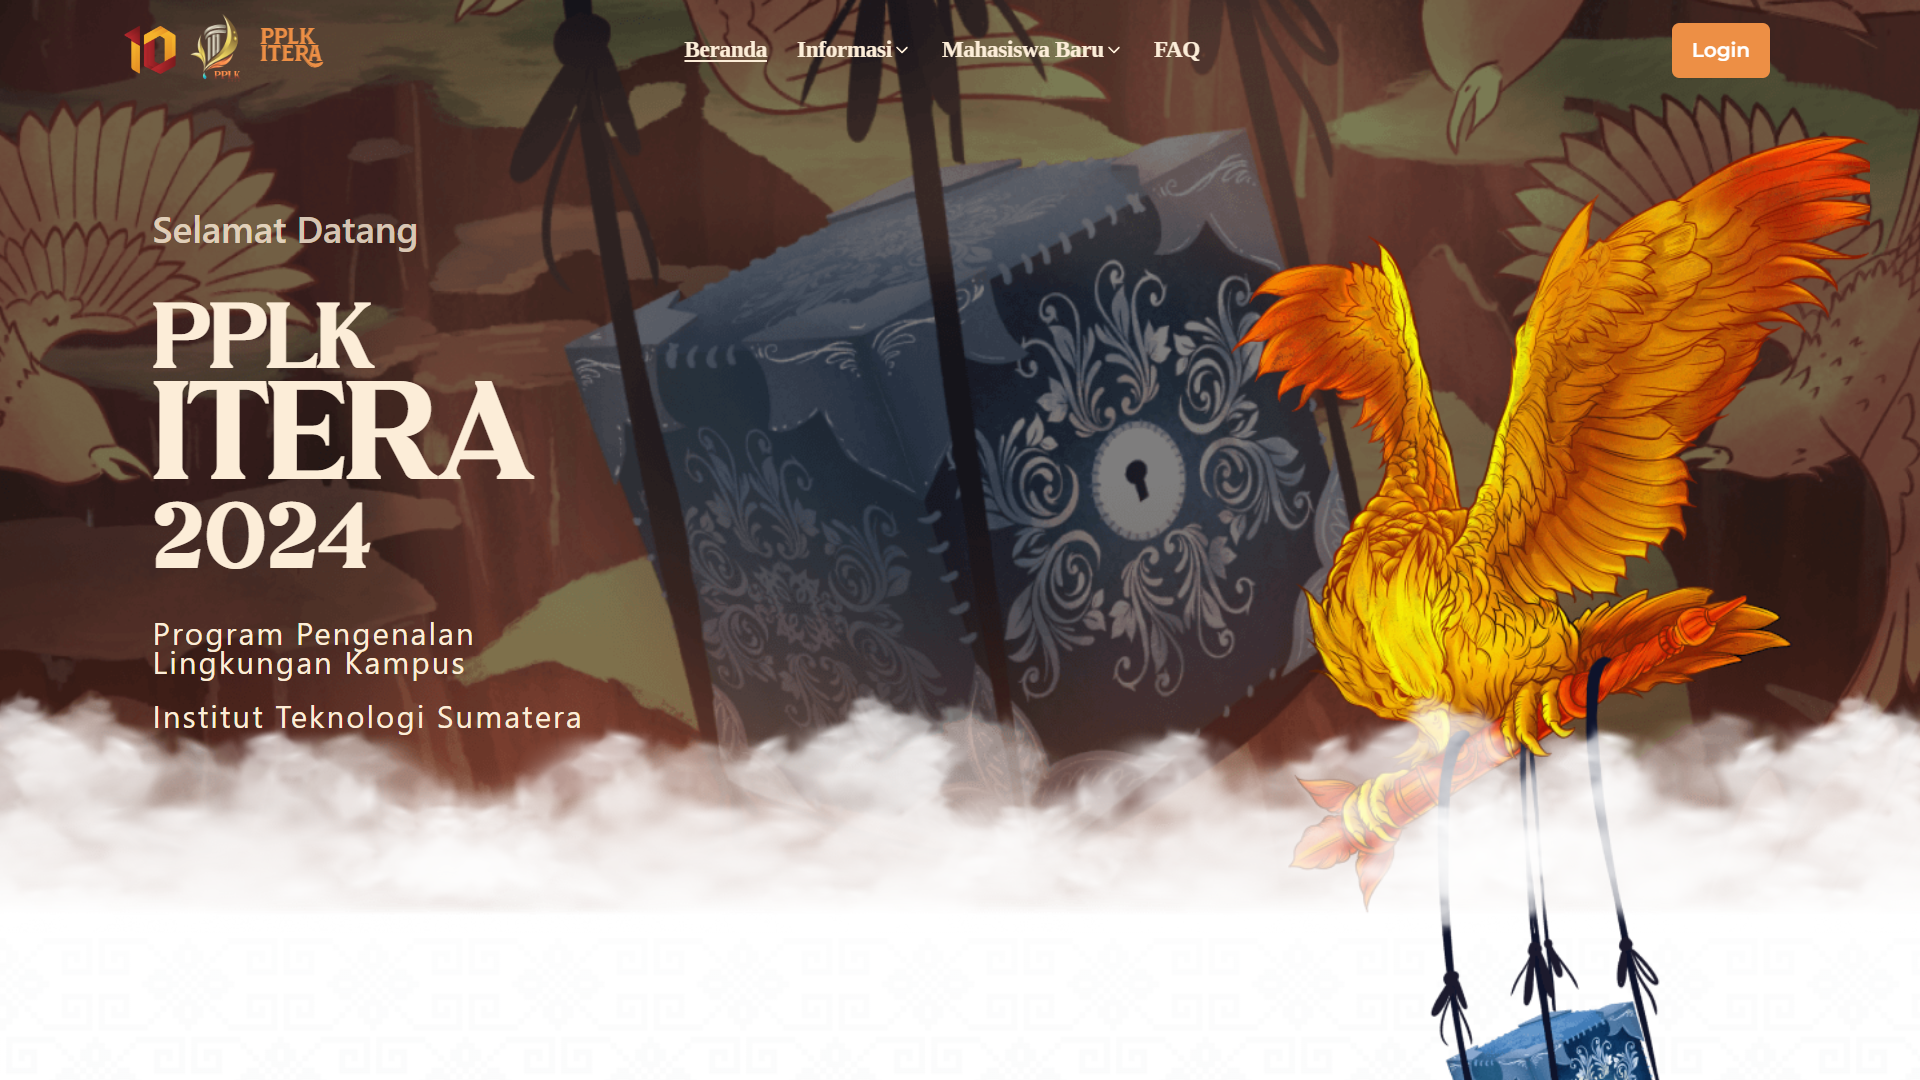 PPLK
PPLK
ITERA
Beranda
Informasi
Mahasiswa Baru
FAQ
Login
Selamat Datang
PPLK
ITERA
2024
Program Pengenalan
Lingkungan Kampus
Institut Teknologi Sumatera